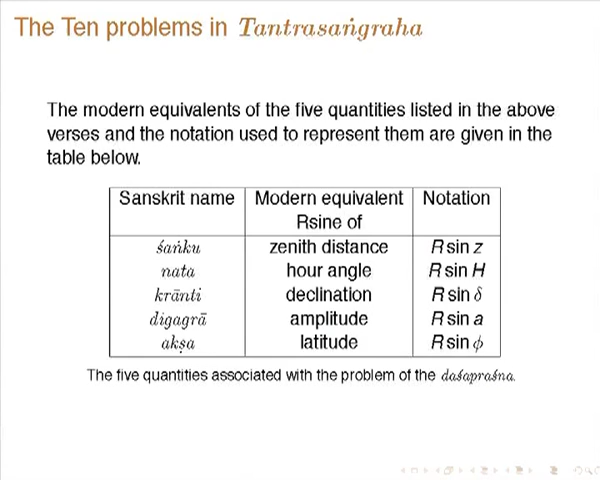 The Ten problems in Tantrasaṅgraha
The modern equivalents of the five quantities listed in the above
verses and the notation used to represent them are given in the
table below.
Sanskrit name Modern equivalent Notation
Rsine of
śaṅku zenith distance R sin z
nata hour angle R sin H
krānti declination R sin δ
digagrā amplitude R sin a
akṣa latitude R sin ϕ
The five quantities associated with the problem of the daśapraśna.